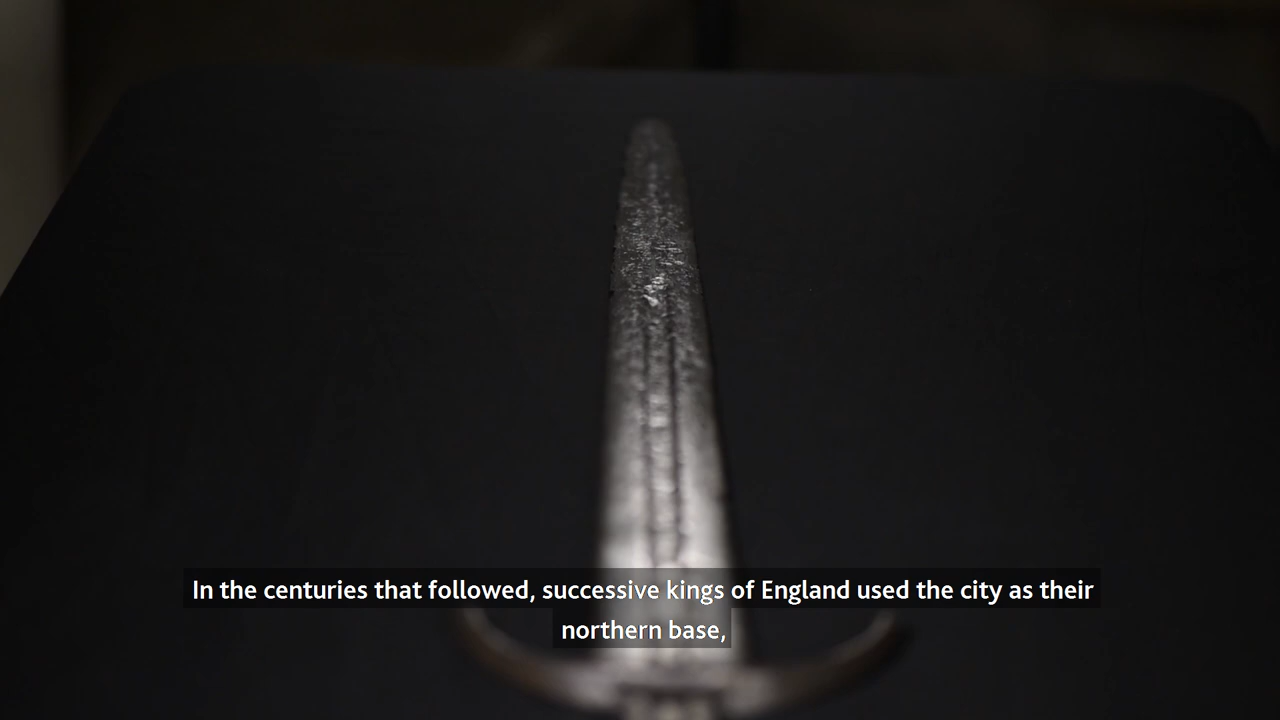 In the centuries that followed, successive kings of England used the city as their
northern base,